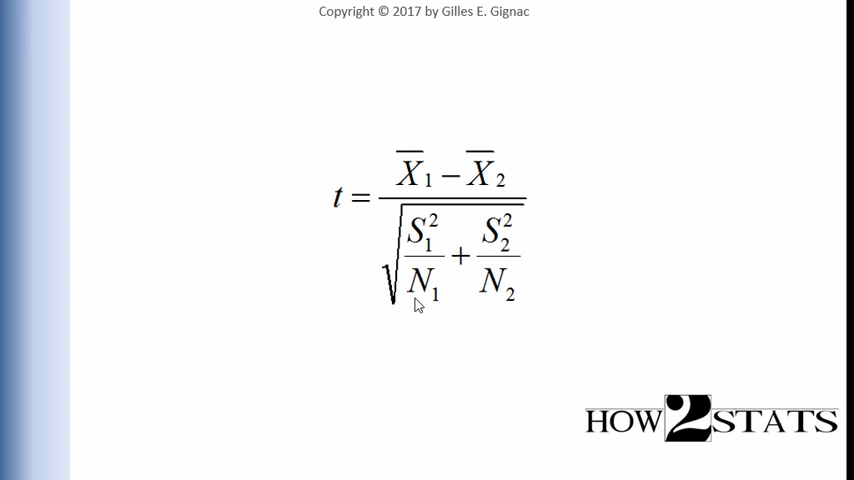 Copyright © 2017 by Gilles E. Gignac
t = (X̅₁ − X̅₂) / √(S₁²/N₁ + S₂²/N₂)
HOW2STATS